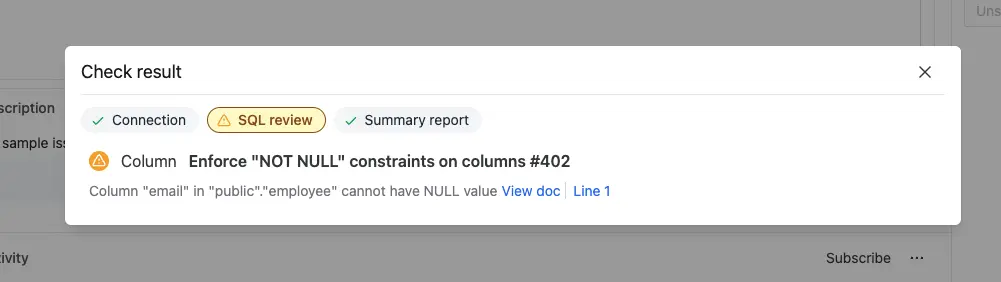 Uns
Check result
Connection
SQL review
Summary report
scription
sample iss
Column Enforce "NOT NULL" constraints on columns #402
Column "email" in "public"."employee" cannot have NULL value View doc Line 1
ivity
Subscribe